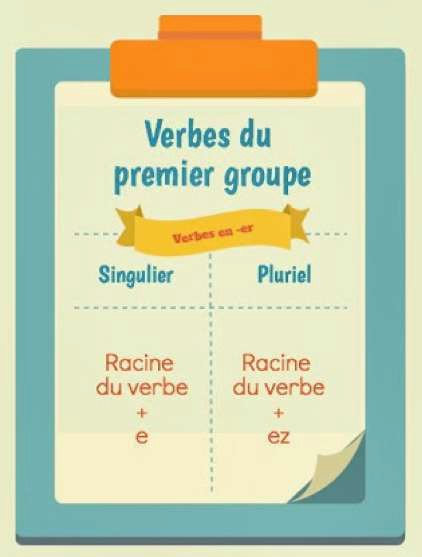 Verbes du
premier groupe
Verbes en -er
Singulier
Pluriel
Racine
du verbe
+
e
Racine
du verbe
+
ez